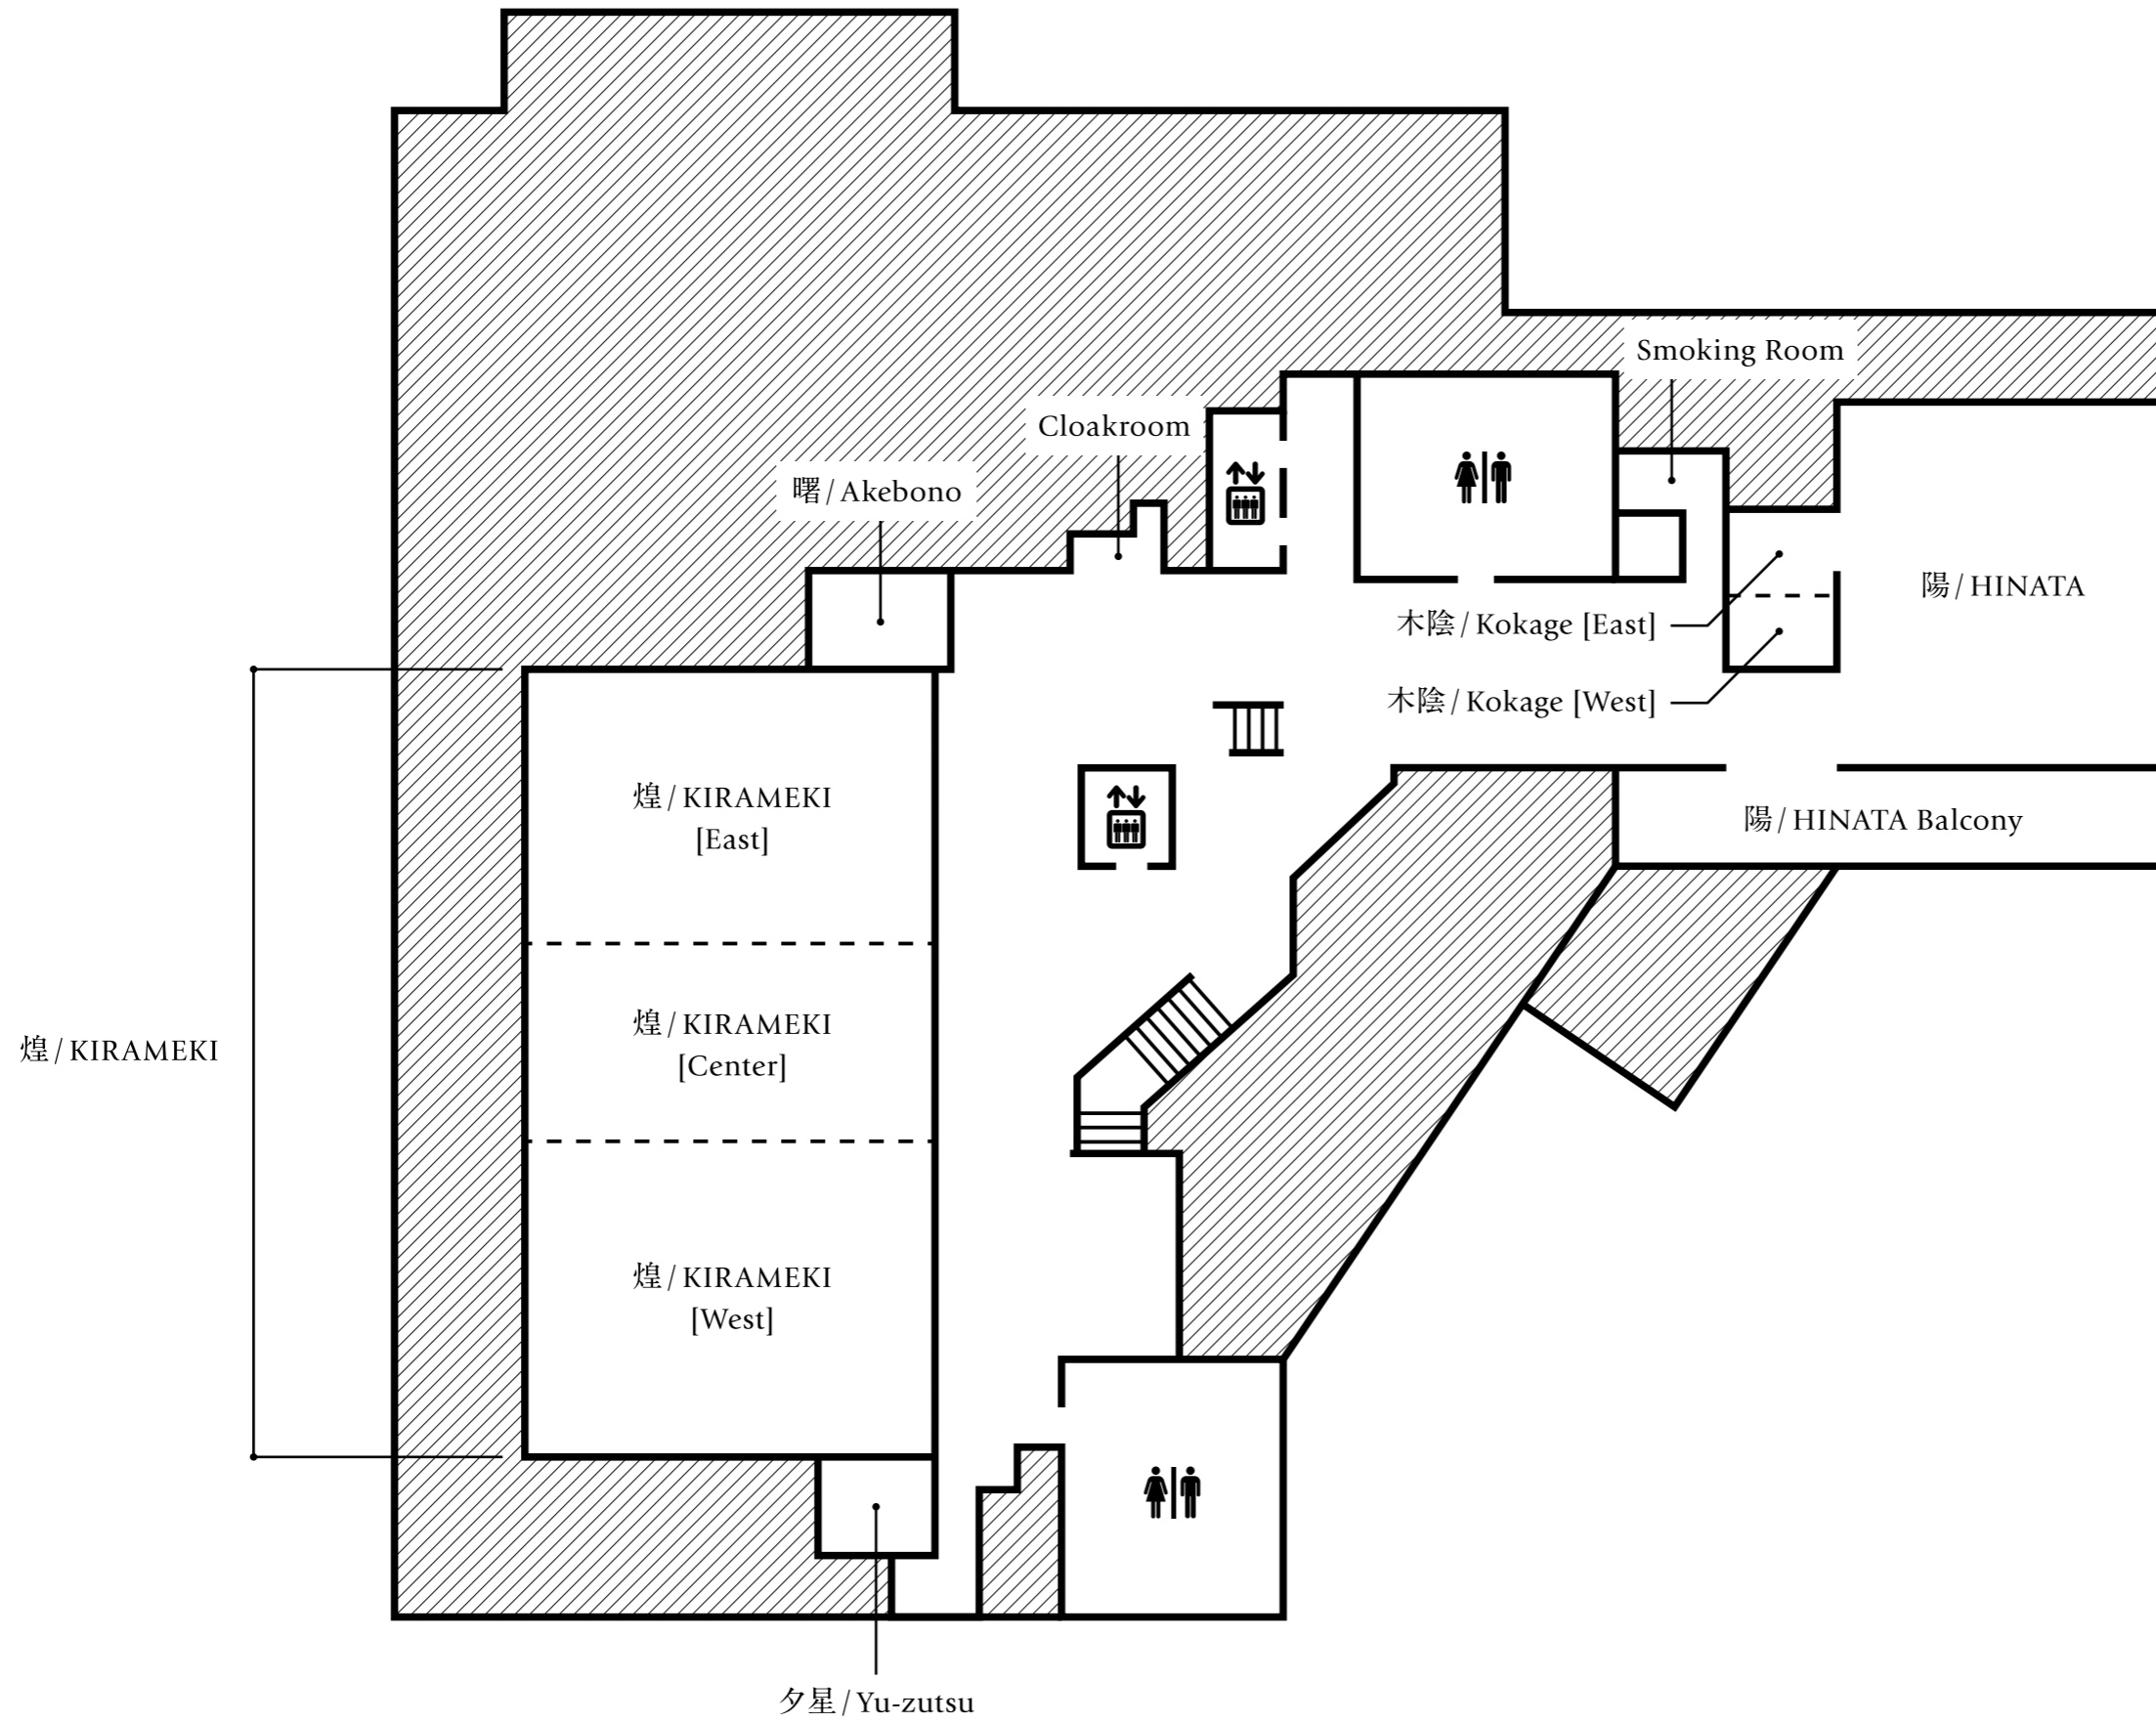 Smoking Room
Cloakroom
曙 / Akebono
陽 / HINATA
木陰 / Kokage [East]
木陰 / Kokage [West]
煌 / KIRAMEKI
[East]
陽 / HINATA Balcony
煌 / KIRAMEKI
[Center]
煌 / KIRAMEKI
煌 / KIRAMEKI
[West]
夕星 / Yu-zutsu